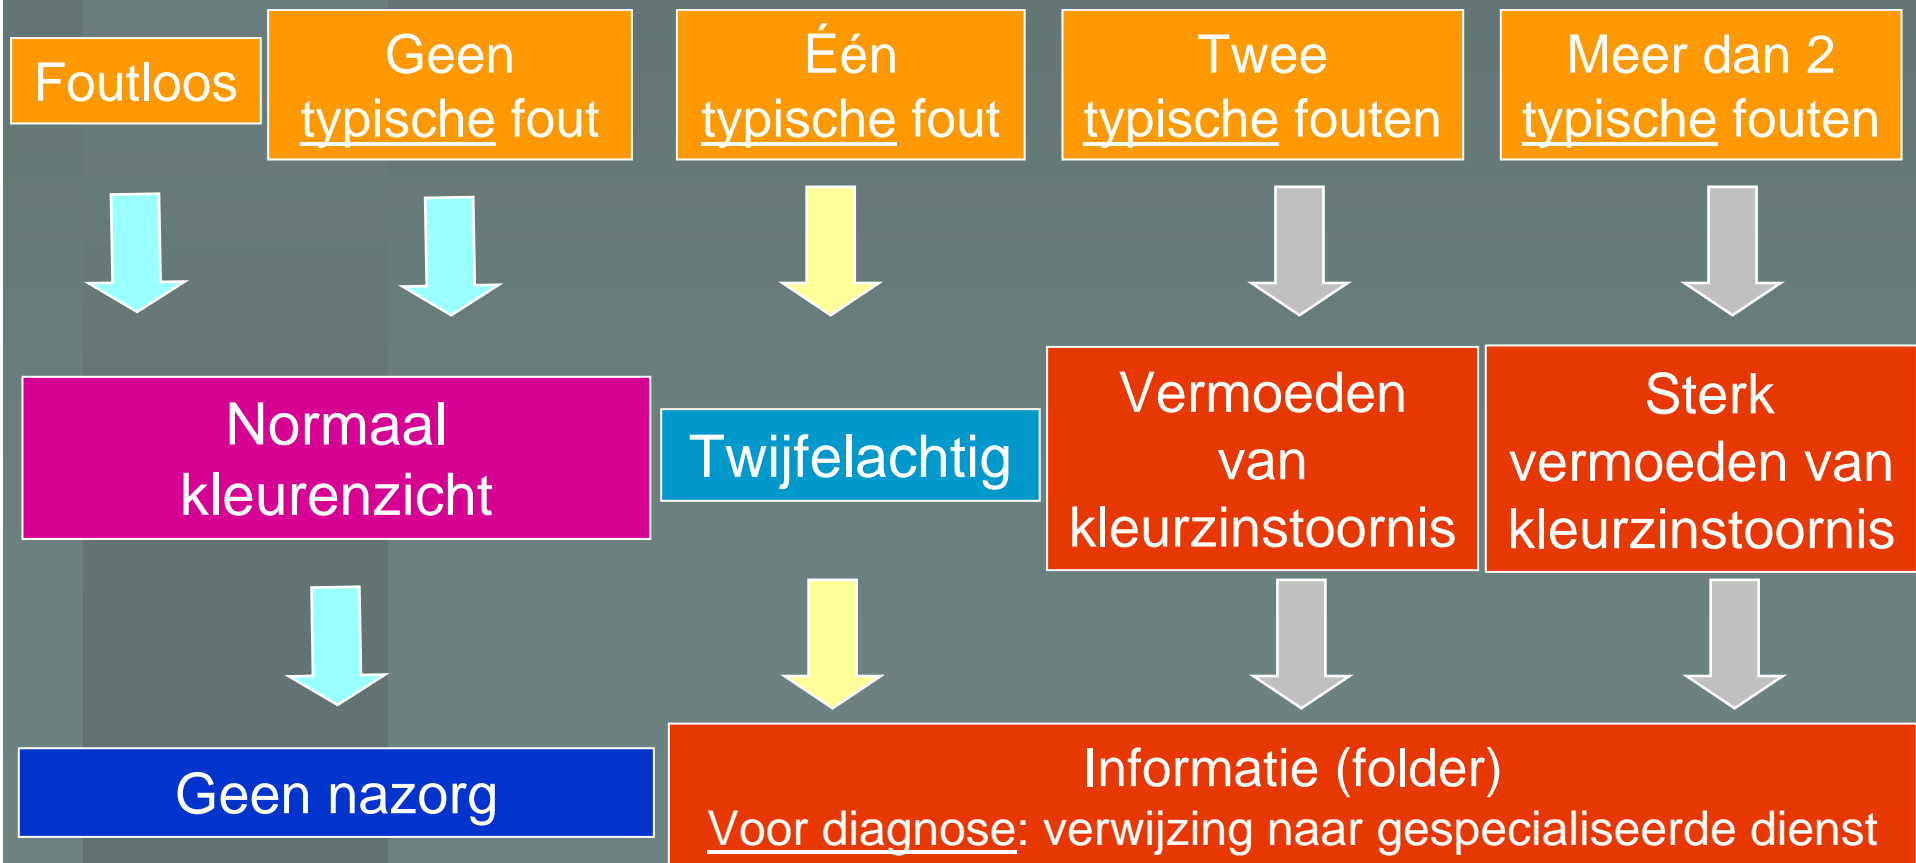 Foutloos
Geen
typische fout
Één
typische fout
Twee
typische fouten
Meer dan 2
typische fouten
Normaal
kleurenzicht
Twijfelachtig
Vermoeden
van
kleurzinstoornis
Sterk
vermoeden van
kleurzinstoornis
Geen nazorg
Informatie (folder)
Voor diagnose: verwijzing naar gespecialiseerde dienst